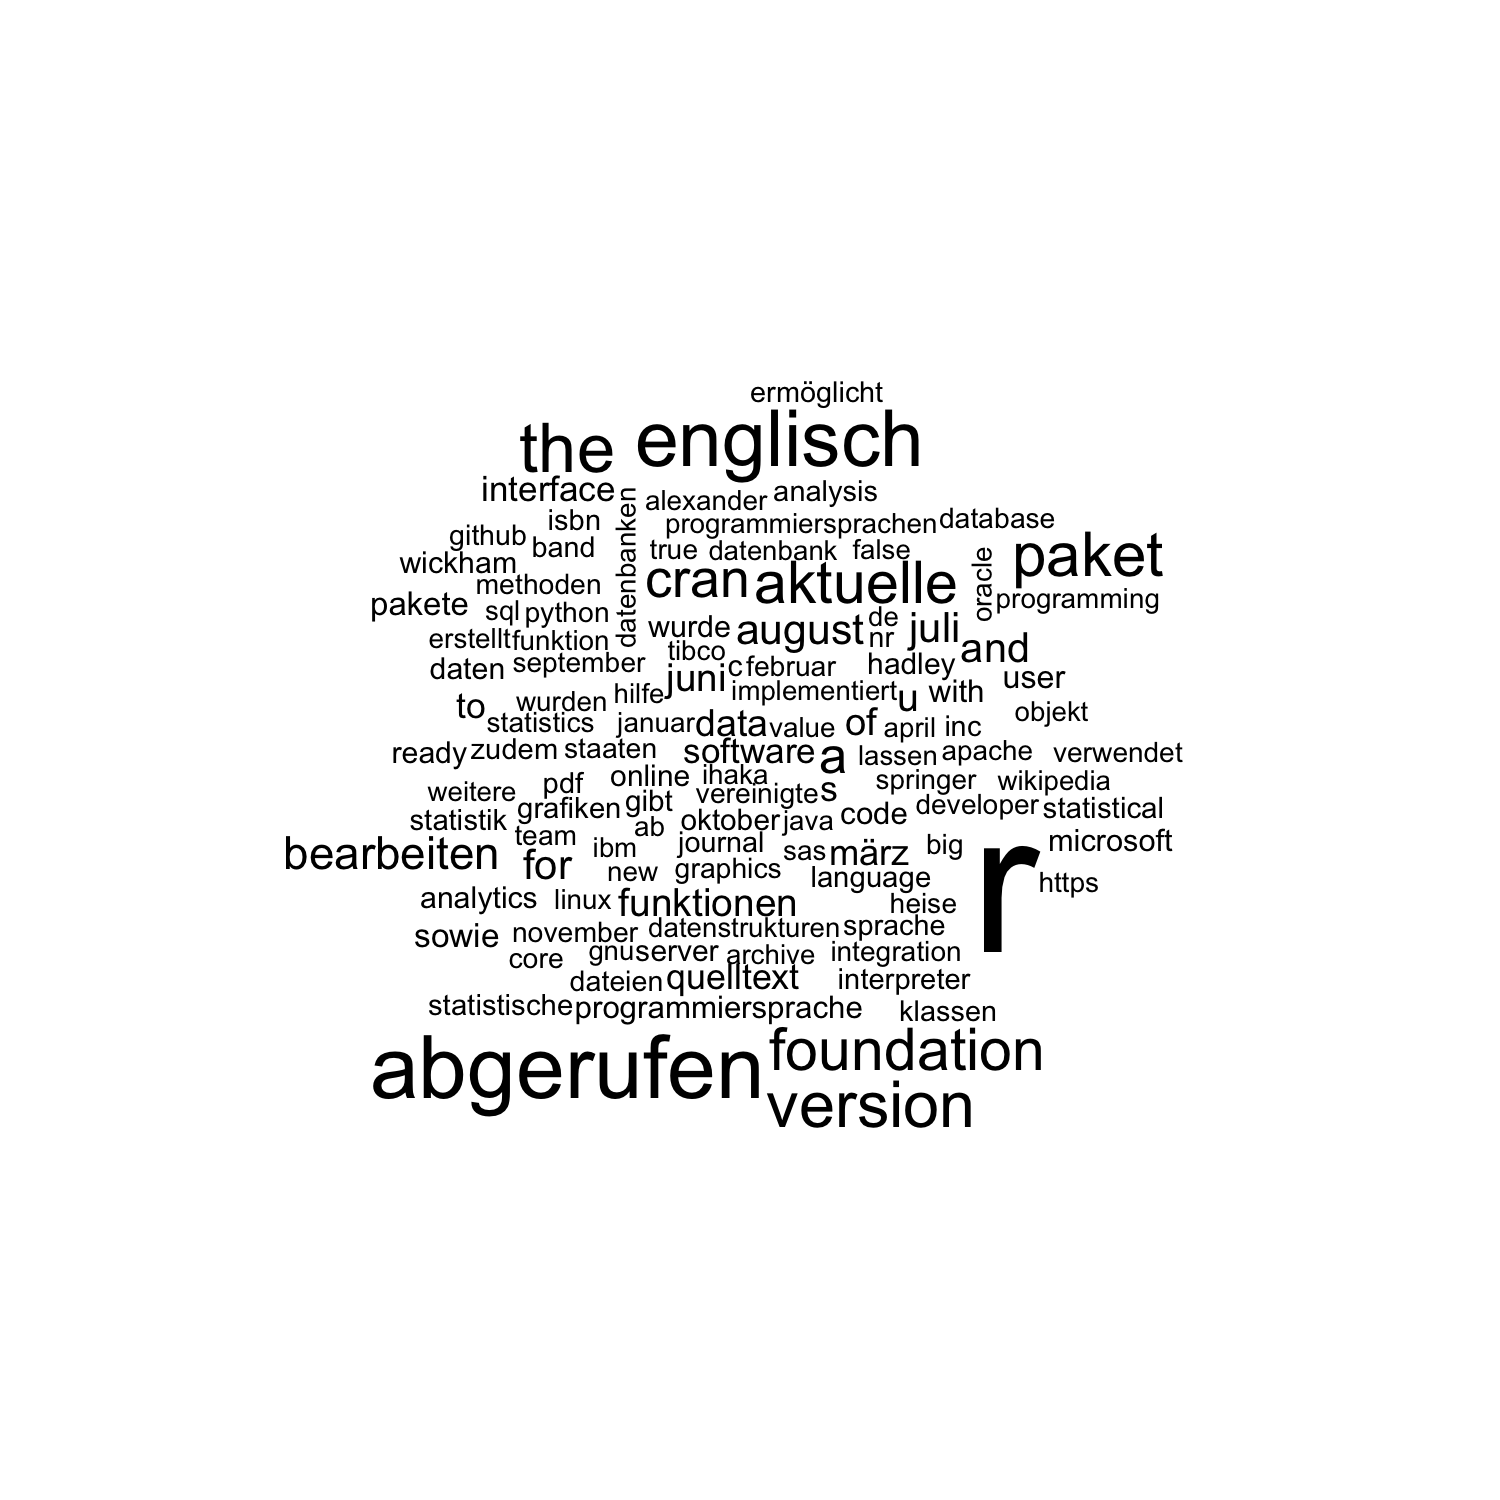 ermöglicht
the englisch
interface datenbanken alexander analysis
isbn programmiersprachen database
github band true datenbank false oracle paket
wickham cran aktuelle
methoden programming
pakete sql python wurde august de juli
erstellt funktion nr and
tibco
daten september juni c februar hadley user
wurden hilfe implementiert u with
to objekt
statistics januar data value of april inc
ready zudem staaten software a lassen apache verwendet
online ihaka springer wikipedia
weitere pdf vereinigte s
grafiken gibt code developer statistical
statistik ab oktober java
team journal microsoft
bearbeiten for ibm sas märz big r
new graphics language https
analytics linux funktionen heise
sowie november datenstrukturen sprache
core gnu server archive integration
dateien quelltext interpreter
statistische programmiersprache klassen
abgerufen foundation
version